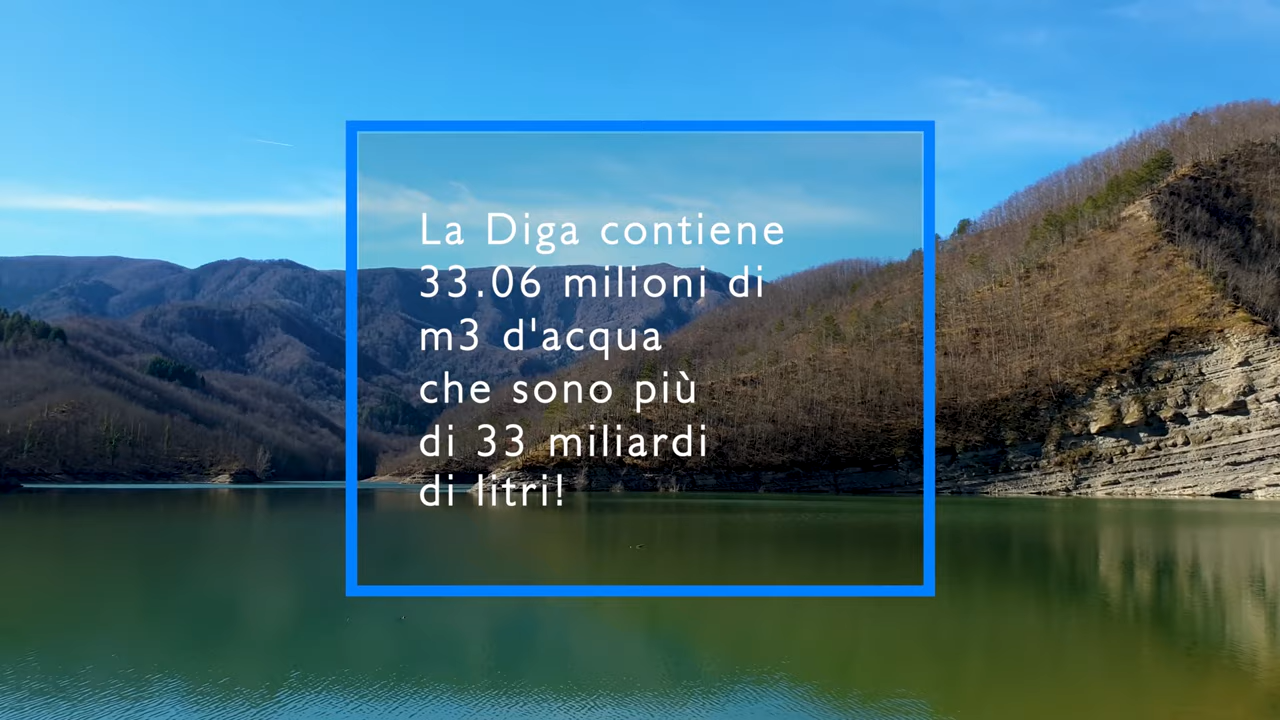 La Diga contiene
33.06 milioni di
m3 d'acqua
che sono più
di 33 miliardi
di litri!